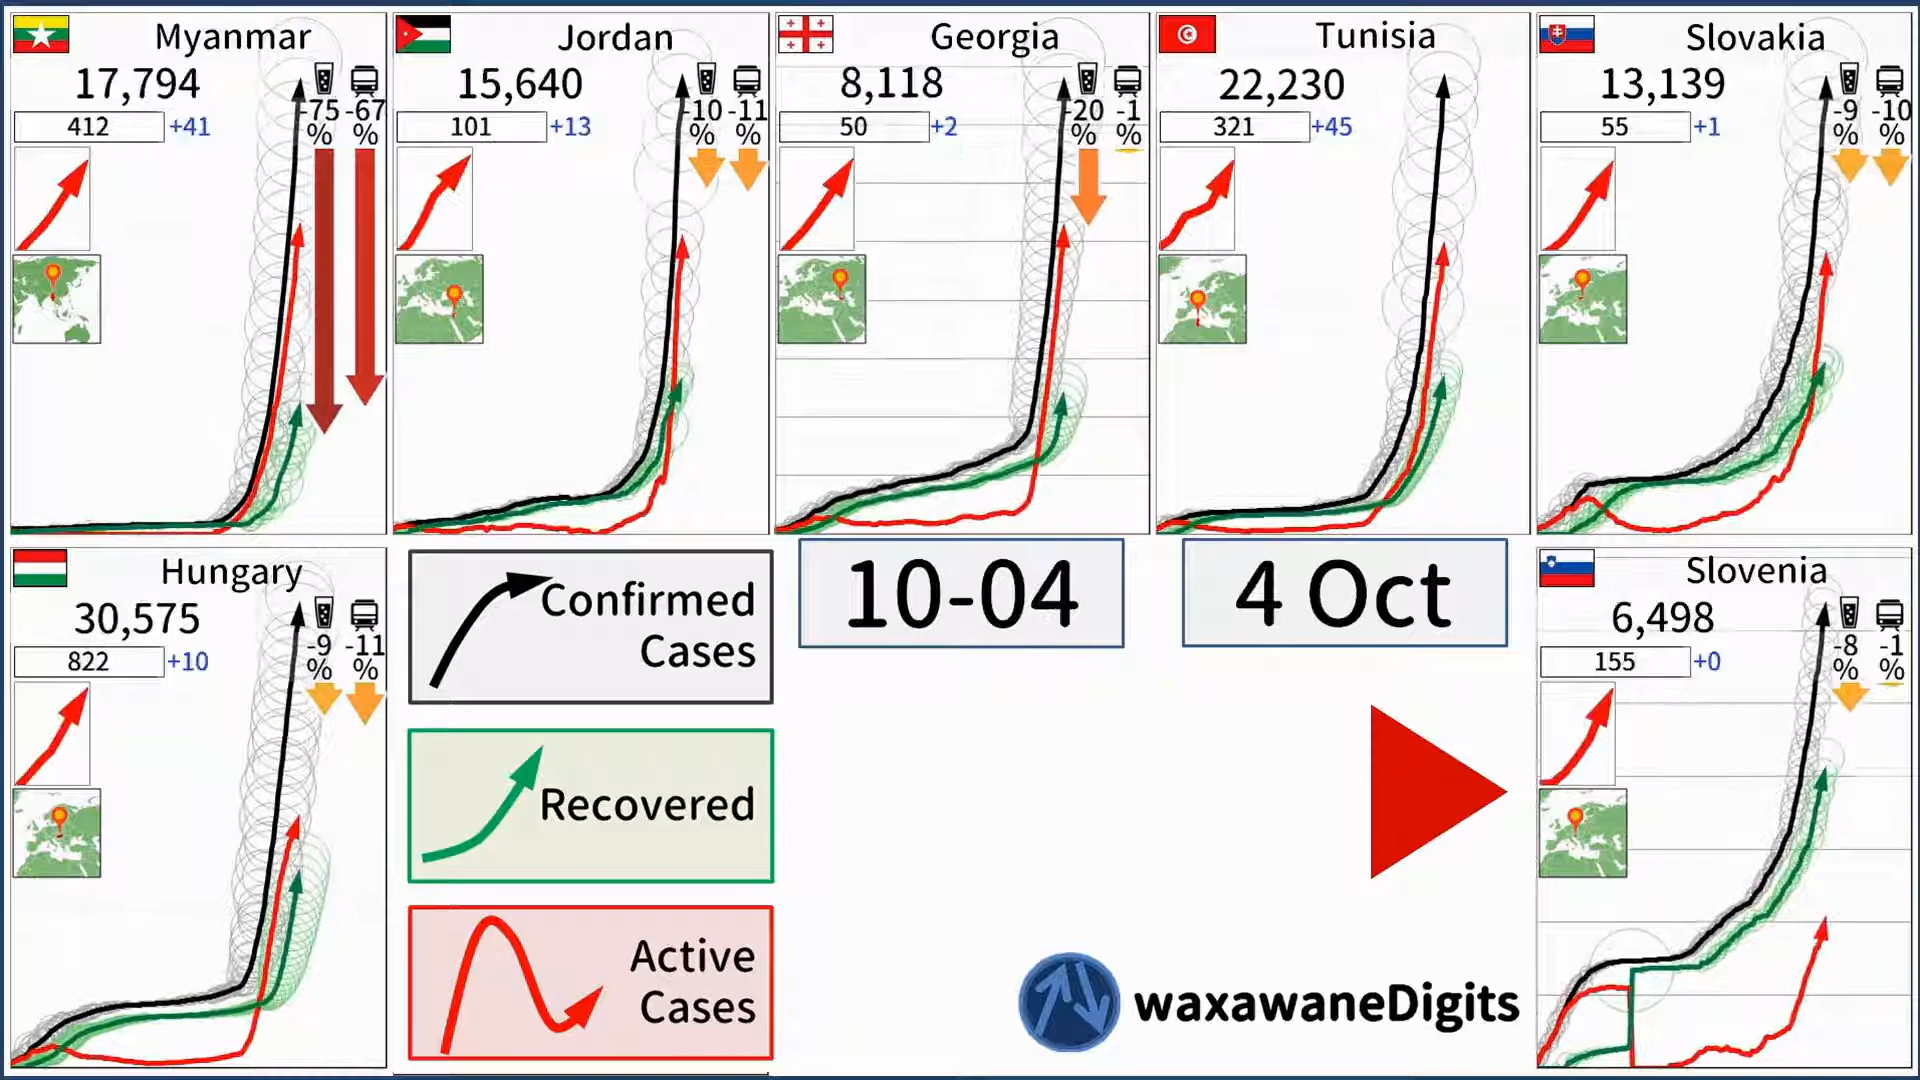 Myanmar
17,794
412 +41
-75 % -67 %
Jordan
15,640
101 +13
-10 % -11 %
Georgia
8,118
50 +2
-20 % -1 %
Tunisia
22,230
321 +45
Slovakia
13,139
55 +1
-9 % -10 %
Hungary
30,575
822 +10
-9 % -11 %
Confirmed
Cases
Recovered
Active
Cases
10-04
4 Oct
waxawaneDigits
Slovenia
6,498
155 +0
-8 % -1 %